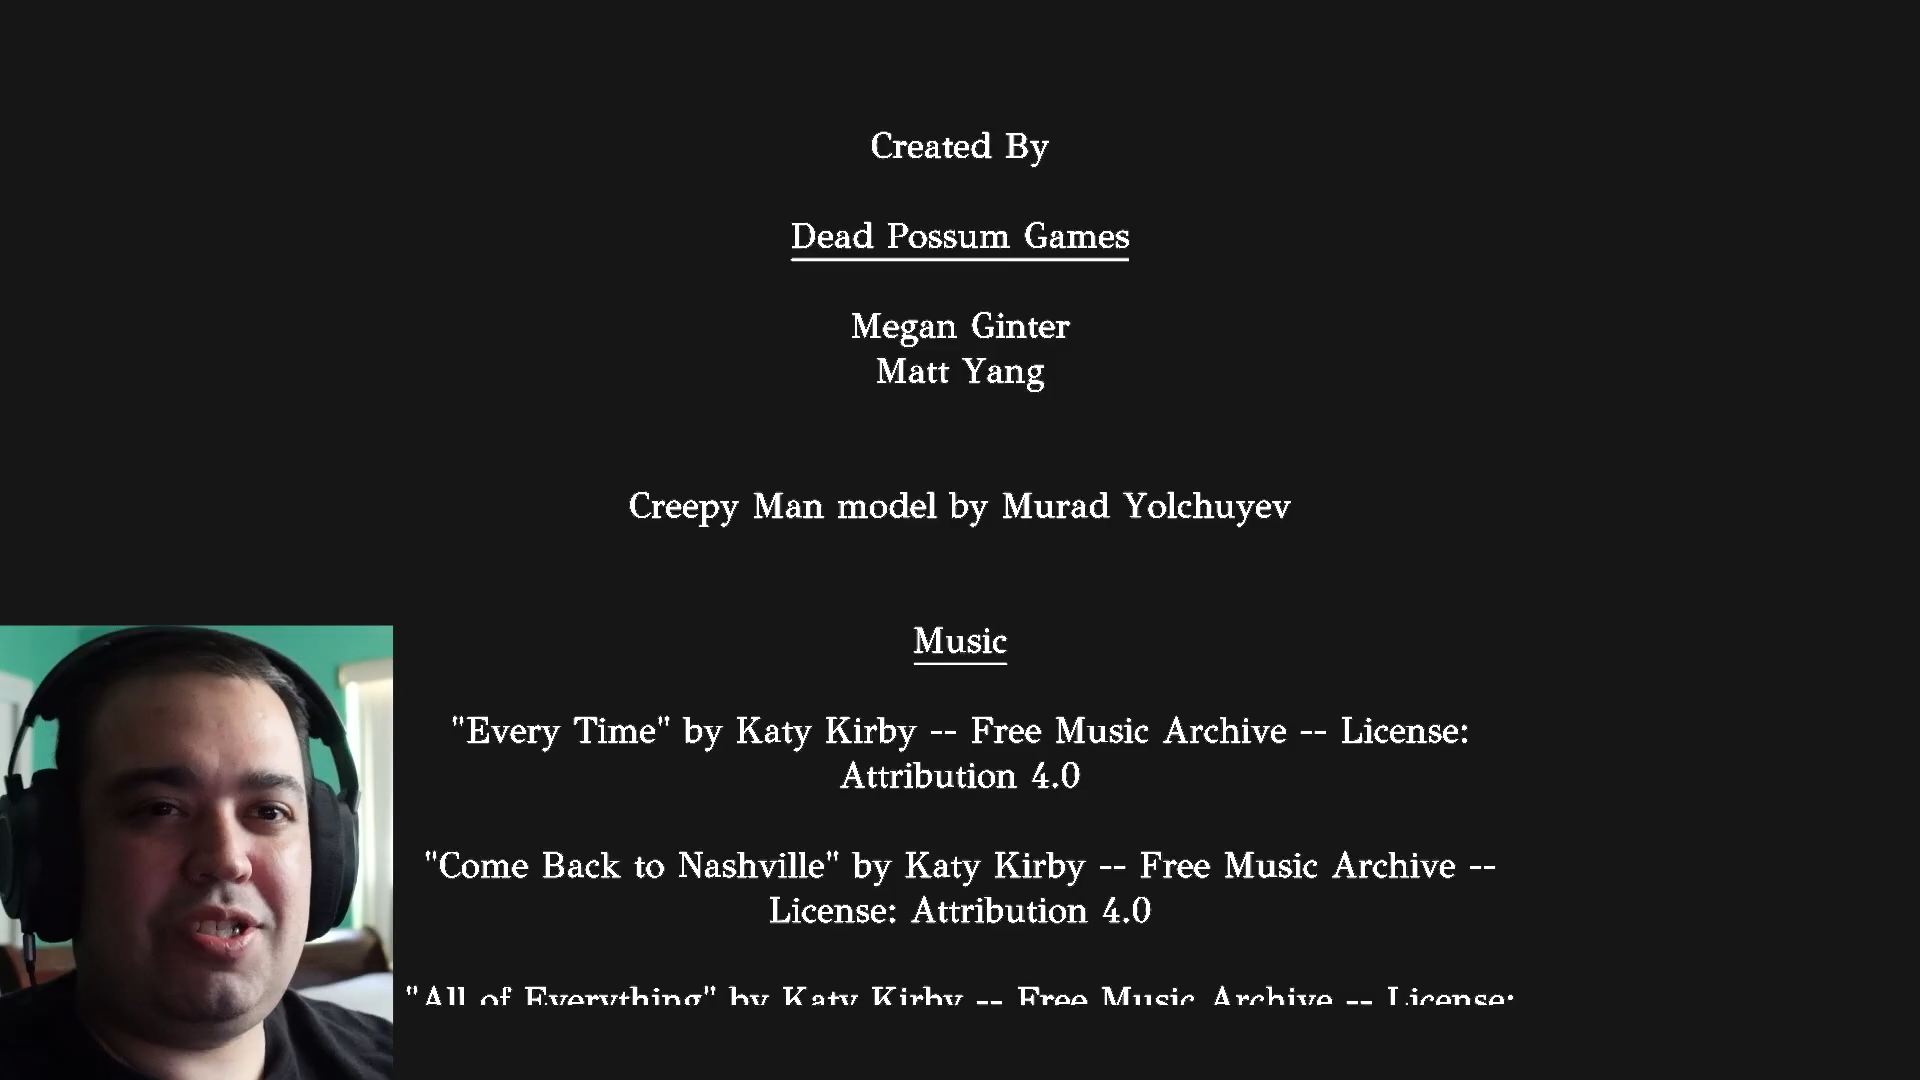 Created By
Dead Possum Games
Megan Ginter
Matt Yang
Creepy Man model by Murad Yolchuyev
Music
"Every Time" by Katy Kirby -- Free Music Archive -- License:
Attribution 4.0
"Come Back to Nashville" by Katy Kirby -- Free Music Archive --
License: Attribution 4.0
"All of Everything" by Katy Kirby -- Free Music Archive -- License: